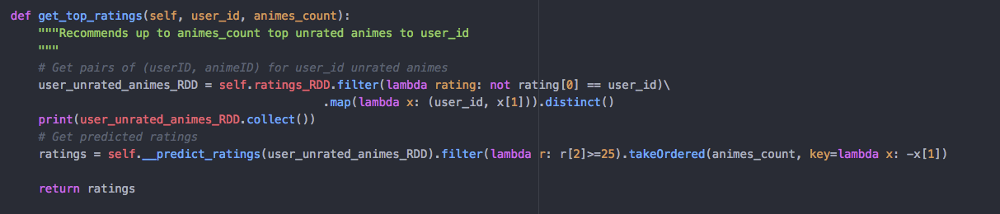 def get_top_ratings(self, user_id, animes_count):
    """Recommends up to animes_count top unrated animes to user_id
    """
    # Get pairs of (userID, animeID) for user_id unrated animes
    user_unrated_animes_RDD = self.ratings_RDD.filter(lambda rating: not rating[0] == user_id)\
                                             .map(lambda x: (user_id, x[1])).distinct()
    print(user_unrated_animes_RDD.collect())
    # Get predicted ratings
    ratings = self.__predict_ratings(user_unrated_animes_RDD).filter(lambda r: r[2]>=25).takeOrdered(animes_count, key=lambda x: -x[1])
    return ratings